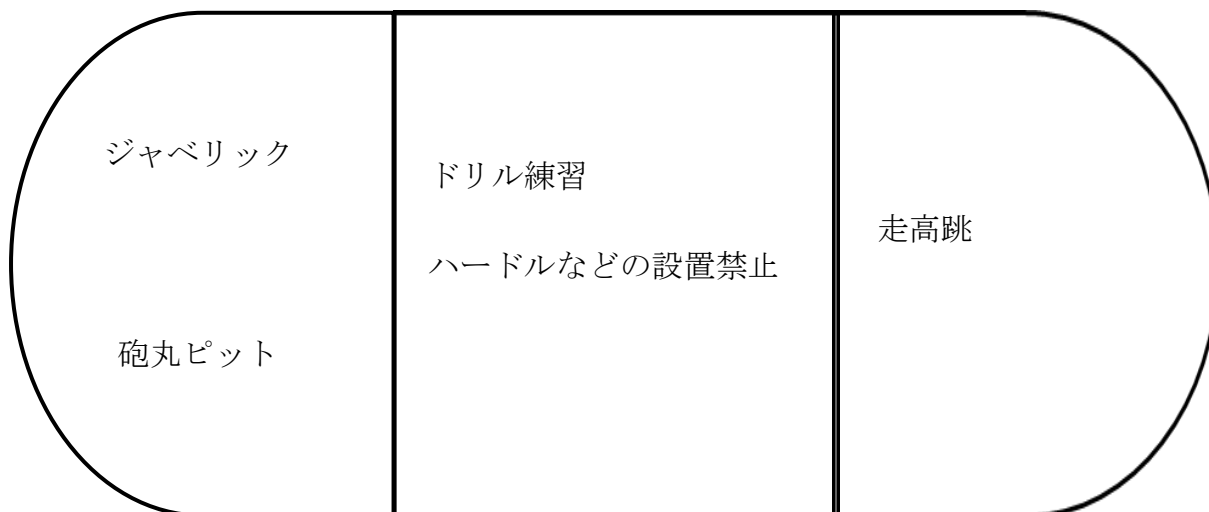 ジャベリック
砲丸ピット
ドリル練習
ハードルなどの設置禁止
走高跳